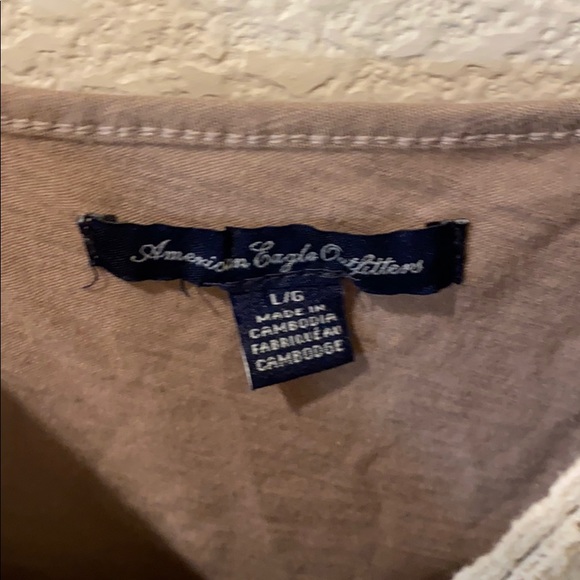 American Eagle Outfitters
L/G
MADE IN
CAMBODIA
FABRIQUÉ AU
CAMBODGE